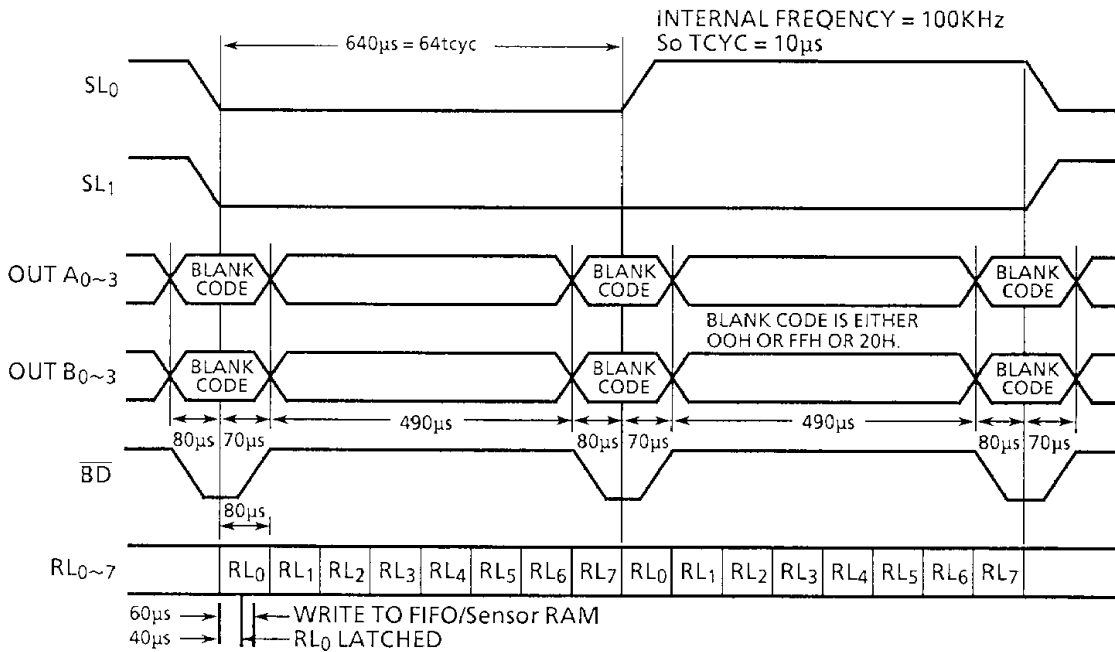 INTERNAL FREQENCY = 100KHz
So TCYC = 10µs
640µs = 64tcyc
SL0
SL1
OUT A0~3
BLANK CODE
BLANK CODE
BLANK CODE
BLANK CODE IS EITHER
OOH OR FFH OR 20H.
OUT B0~3
BLANK CODE
BLANK CODE
BLANK CODE
80µs 70µs 490µs 80µs 70µs 490µs 80µs 70µs
BD
80µs
RL0~7 RL0 RL1 RL2 RL3 RL4 RL5 RL6 RL7 RL0 RL1 RL2 RL3 RL4 RL5 RL6 RL7
60µs WRITE TO FIFO/Sensor RAM
40µs RL0 LATCHED